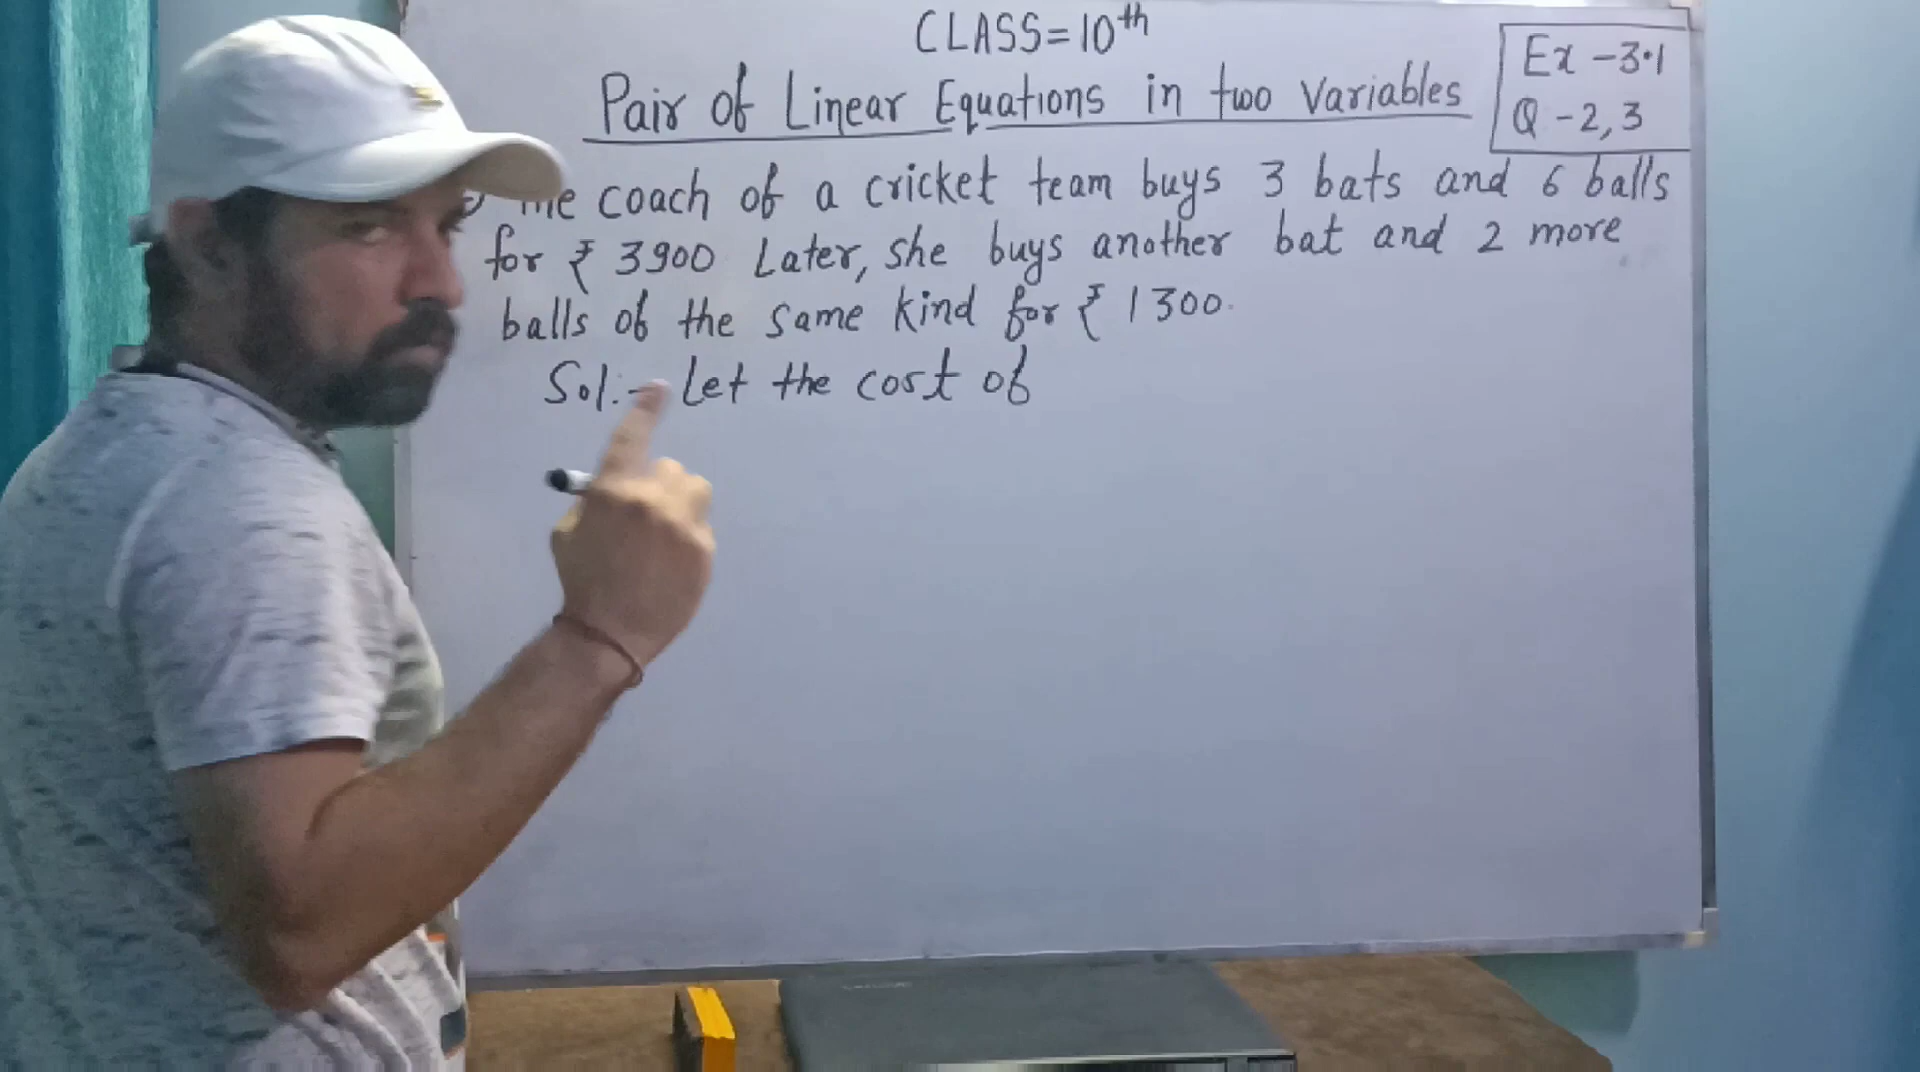 CLASS=10th
Pair of Linear Equations in two Variables
Ex -3.1
Q -2, 3
The coach of a cricket team buys 3 bats and 6 balls
for ₹ 3900 Later, she buys another bat and 2 more
balls of the same kind for ₹ 1300.
Sol:- Let the cost of